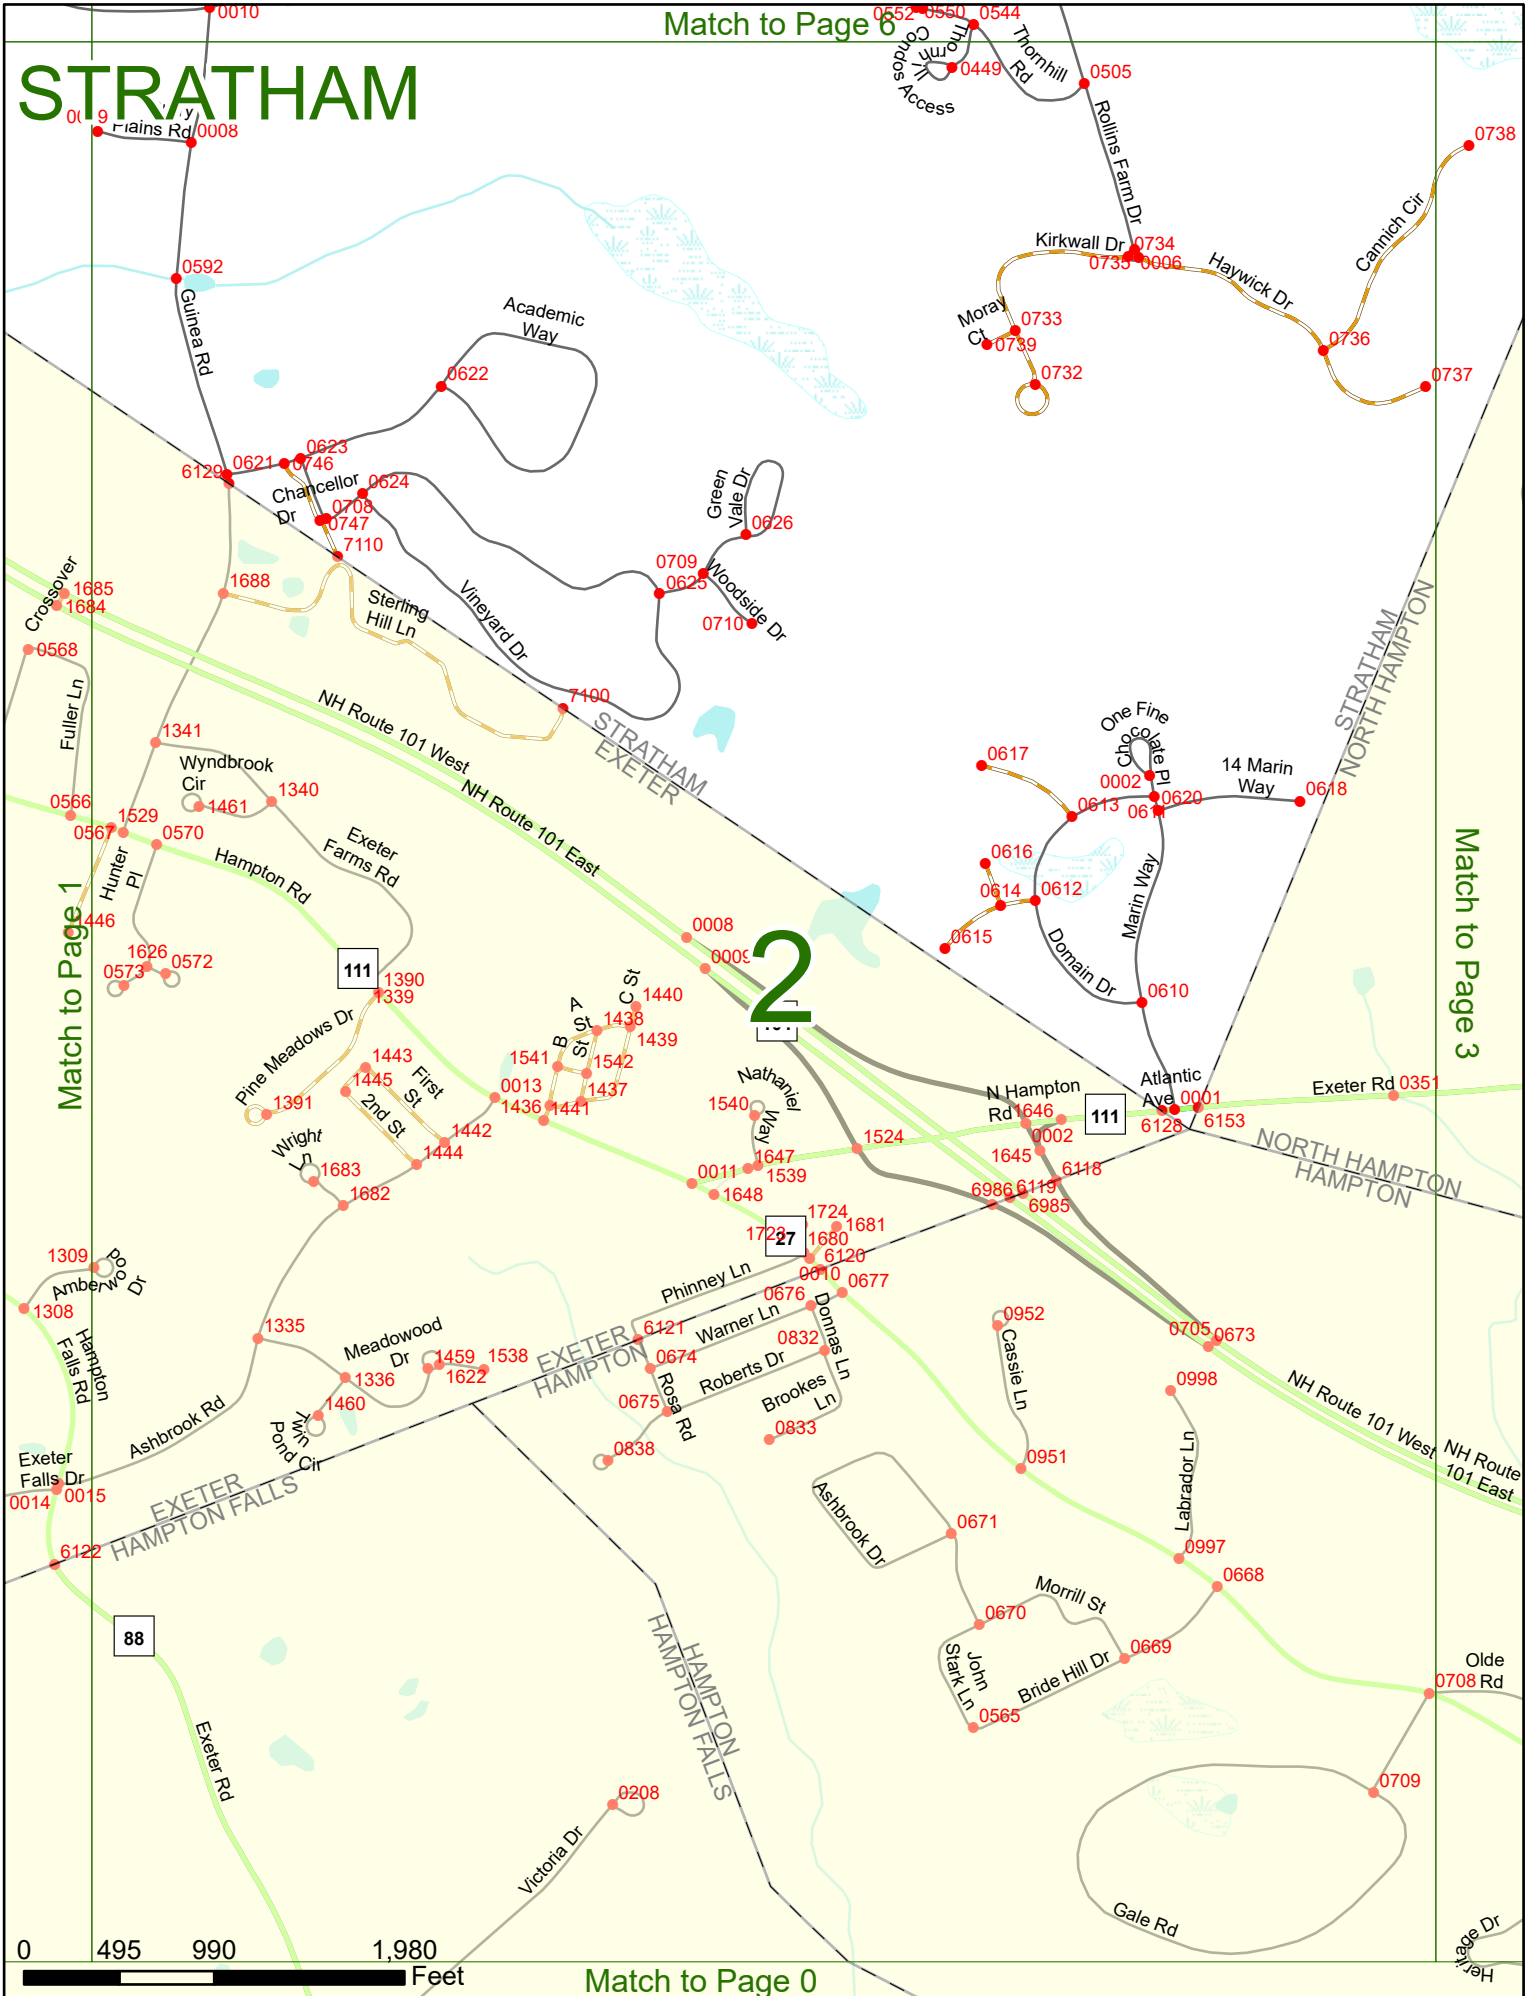 0010
Match to Page 6
0552
0550
0544
STRATHAM
Thornhill
Condos Access
0449
Thornhill
Rd
0505
Plains Rd
0008
Rollins Farm Dr
0738
0592
Guinea Rd
Kirkwall Dr
0734
0735
0006
Haywick Dr
Cannich Cir
Academic
Way
Moray
Ct
0733
0739
0736
0732
0737
0622
0623
0621
0746
6129
Chancellor
Dr
0624
0708
0747
7110
Green
Vale Dr
0626
0709
0625
Woodside Dr
0710
Crossover
1685
1684
1688
Sterling
Hill Ln
Vineyard Dr
0568
Fuller Ln
NH Route 101 West
7100
STRATHAM
EXETER
STRATHAM
NORTH HAMPTON
1341
Wyndbrook
Cir
1461
1340
NH Route 101 East
One Fine
Chocolate Pl
0617
0002
0620
0611
0613
14 Marin
Way
0618
0566
0567
1529
0570
Hunter
Pl
Hampton Rd
Exeter
Farms Rd
0616
0614
0612
0615
Marin Way
Domain Dr
0610
Match to Page 1
1446
1626
0572
0573
111
1390
1339
0008
0009
2
Match to Page 3
Pine Meadows Dr
1391
1443
1445
First
St
2nd St
A
St
B
St
C St
1440
1438
1439
1541
1542
1437
0013
1436
1441
1442
1444
Nathaniel
Way
1540
1524
N Hampton
Rd
1646
0002
1645
111
Atlantic
Ave
0001
6128
6153
Exeter Rd
0351
Wright
Ln
1683
1682
0011
1647
1539
1648
6118
6119
6986
6985
NORTH HAMPTON
HAMPTON
1724
1681
27
1680
6120
0010
0677
1309
Amberwood
Dr
1308
Phinney Ln
0676
Warner Ln
Donnas Ln
6121
0674
0832
Roberts Dr
0675
Rosa Rd
Brookes
Ln
0833
0838
EXETER
HAMPTON
0952
Cassie Ln
0951
0705
0673
0998
Labrador Ln
0997
NH Route 101 West
NH Route
101 East
1335
Meadowood
Dr
1459
1622
1538
1336
1460
Twin
Pond Cir
Hampton
Falls Rd
Ashbrook Rd
Exeter
Falls Dr
0014
0015
EXETER
HAMPTON FALLS
6122
88
Exeter Rd
Ashbrook Dr
0671
0670
Morrill St
0668
0669
John
Stark Ln
Bride Hill Dr
0565
Olde
Rd
0708
0709
HAMPTON
HAMPTON FALLS
0208
Victoria Dr
Gale Rd
Heritage Dr
0
495
990
1,980
Feet
Match to Page 0